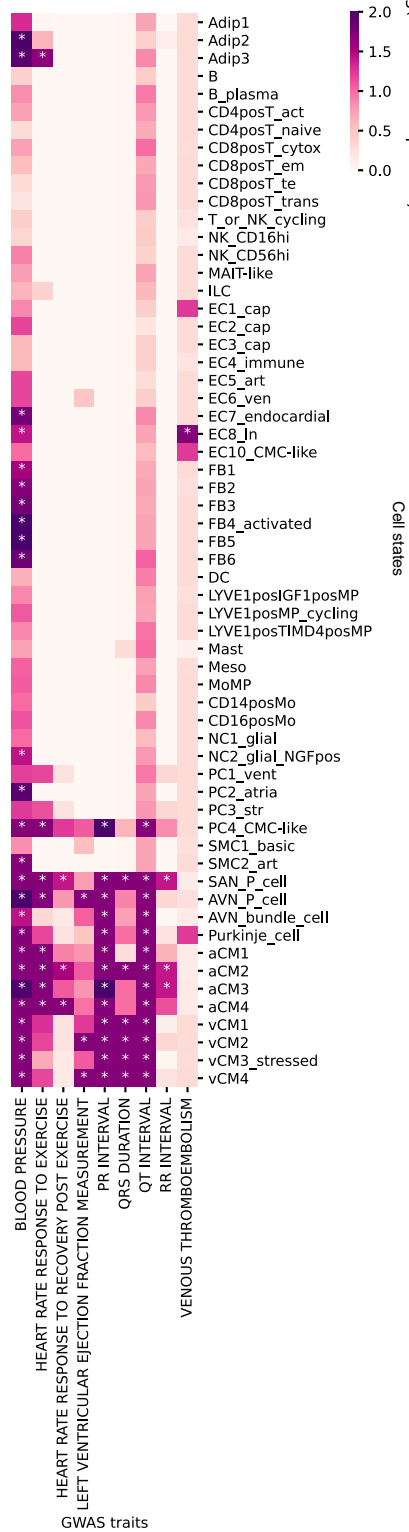 2.0
1.5
1.0
0.5
0.0
Adip1
Adip2
Adip3
B
B_plasma
CD4posT_act
CD4posT_naive
CD8posT_cytox
CD8posT_em
CD8posT_te
CD8posT_trans
T_or_NK_cycling
NK_CD16hi
NK_CD56hi
MAIT-like
ILC
EC1_cap
EC2_cap
EC3_cap
EC4_immune
EC5_art
EC6_ven
EC7_endocardial
EC8_ln
EC10_CMC-like
FB1
FB2
FB3
FB4_activated
FB5
FB6
DC
LYVE1posIGF1posMP
LYVE1posMP_cycling
LYVE1posTIMD4posMP
Mast
Meso
MoMP
CD14posMo
CD16posMo
NC1_glial
NC2_glial_NGFpos
PC1_vent
PC2_atria
PC3_str
PC4_CMC-like
SMC1_basic
SMC2_art
SAN_P_cell
AVN_P_cell
AVN_bundle_cell
Purkinje_cell
aCM1
aCM2
aCM3
aCM4
vCM1
vCM2
vCM3_stressed
vCM4
Cell states
BLOOD PRESSURE
HEART RATE RESPONSE TO EXERCISE
HEART RATE RESPONSE TO RECOVERY POST EXERCISE
LEFT VENTRICULAR EJECTION FRACTION MEASUREMENT
PR INTERVAL
QRS DURATION
QT INTERVAL
RR INTERVAL
VENOUS THROMBOEMBOLISM
GWAS traits